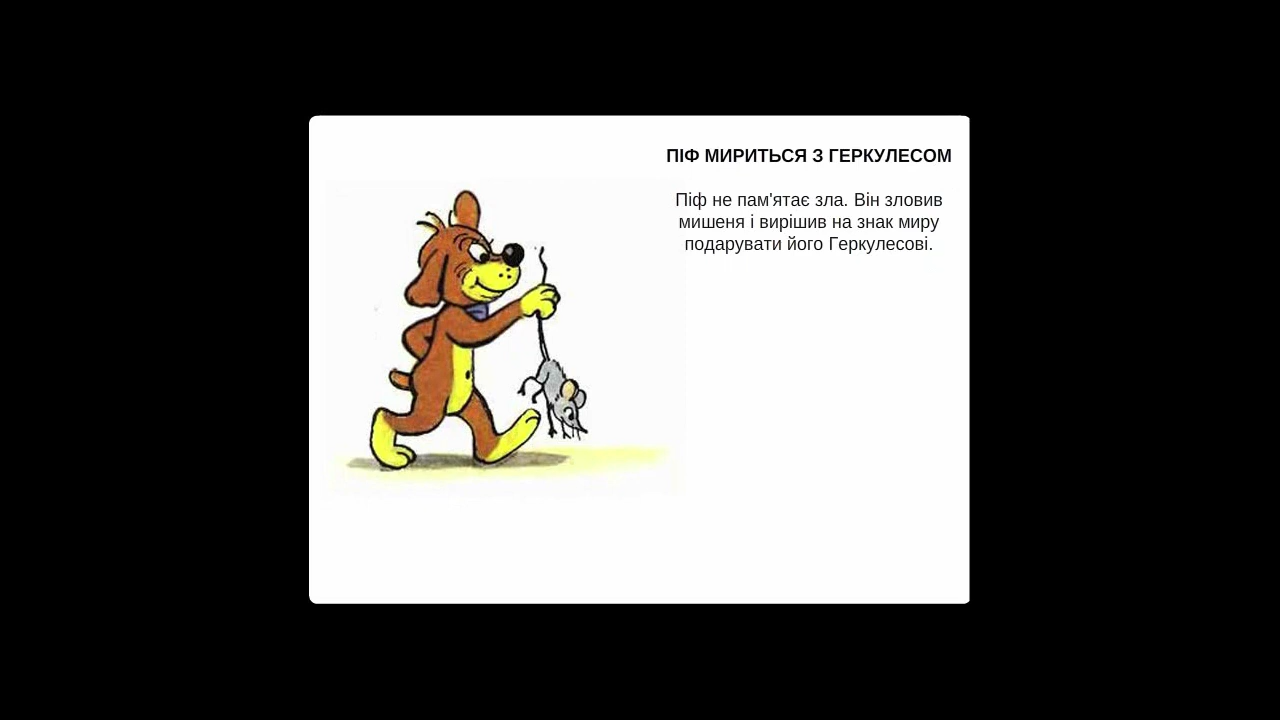 ПІФ МИРИТЬСЯ З ГЕРКУЛЕСОМ
Піф не пам'ятає зла. Він зловив
мишеня і вирішив на знак миру
подарувати його Геркулесові.